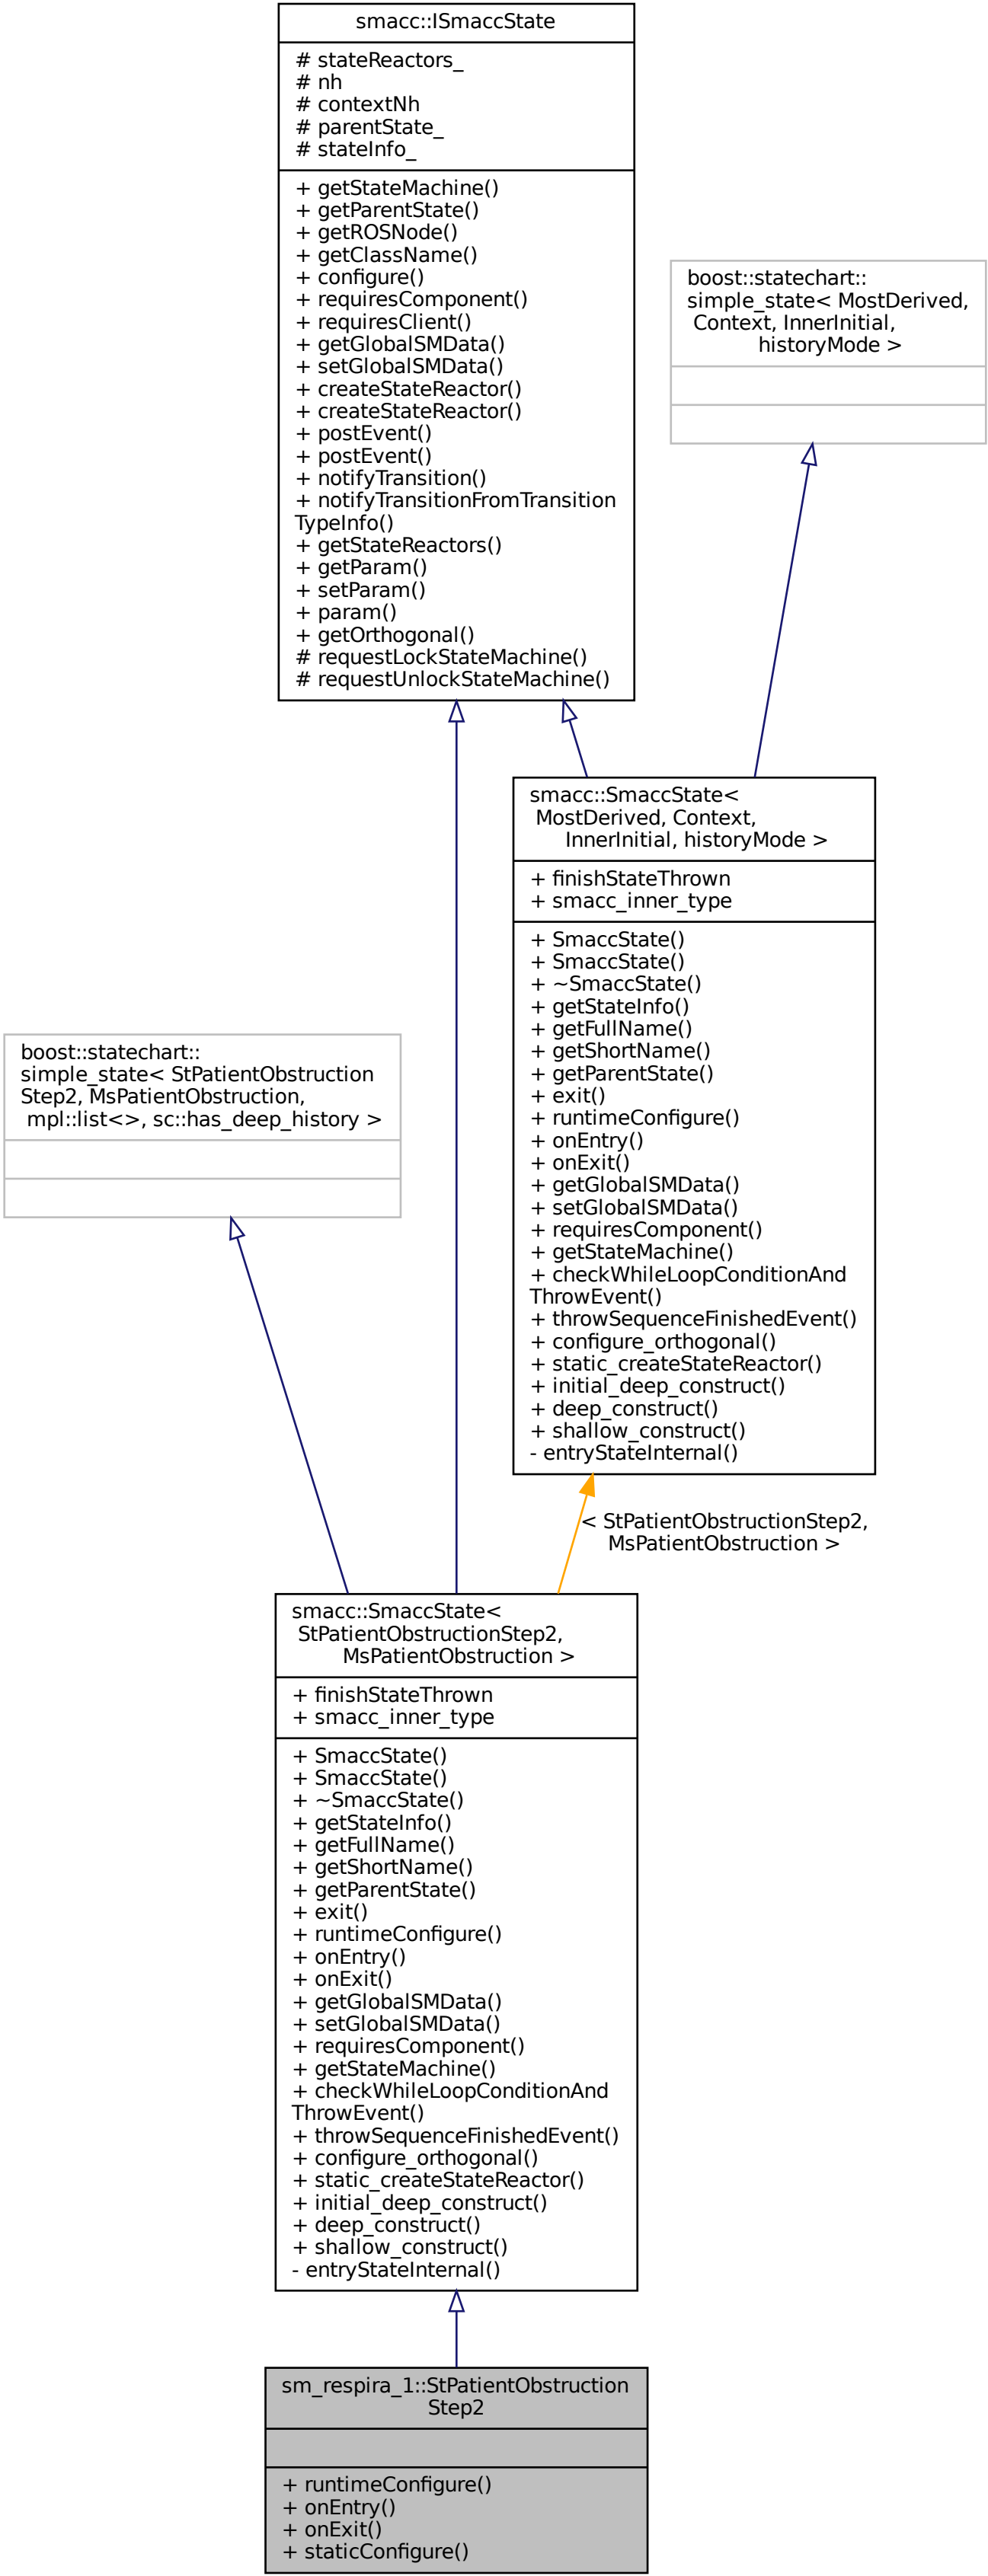 smacc::ISmaccState
# stateReactors_
# nh
# contextNh
# parentState_
# stateInfo_
+ getStateMachine()
+ getParentState()
+ getROSNode()
+ getClassName()
+ configure()
+ requiresComponent()
+ requiresClient()
+ getGlobalSMData()
+ setGlobalSMData()
+ createStateReactor()
+ createStateReactor()
+ postEvent()
+ postEvent()
+ notifyTransition()
+ notifyTransitionFromTransition
TypeInfo()
+ getStateReactors()
+ getParam()
+ setParam()
+ param()
+ getOrthogonal()
# requestLockStateMachine()
# requestUnlockStateMachine()
boost::statechart::
simple_state< MostDerived,
Context, InnerInitial,
historyMode >
smacc::SmaccState<
MostDerived, Context,
InnerInitial, historyMode >
+ finishStateThrown
+ smacc_inner_type
+ SmaccState()
+ SmaccState()
+ ~SmaccState()
+ getStateInfo()
+ getFullName()
+ getShortName()
+ getParentState()
+ exit()
+ runtimeConfigure()
+ onEntry()
+ onExit()
+ getGlobalSMData()
+ setGlobalSMData()
+ requiresComponent()
+ getStateMachine()
+ checkWhileLoopConditionAnd
ThrowEvent()
+ throwSequenceFinishedEvent()
+ configure_orthogonal()
+ static_createStateReactor()
+ initial_deep_construct()
+ deep_construct()
+ shallow_construct()
- entryStateInternal()
boost::statechart::
simple_state< StPatientObstruction
Step2, MsPatientObstruction,
mpl::list<>, sc::has_deep_history >
< StPatientObstructionStep2,
MsPatientObstruction >
smacc::SmaccState<
StPatientObstructionStep2,
MsPatientObstruction >
+ finishStateThrown
+ smacc_inner_type
+ SmaccState()
+ SmaccState()
+ ~SmaccState()
+ getStateInfo()
+ getFullName()
+ getShortName()
+ getParentState()
+ exit()
+ runtimeConfigure()
+ onEntry()
+ onExit()
+ getGlobalSMData()
+ setGlobalSMData()
+ requiresComponent()
+ getStateMachine()
+ checkWhileLoopConditionAnd
ThrowEvent()
+ throwSequenceFinishedEvent()
+ configure_orthogonal()
+ static_createStateReactor()
+ initial_deep_construct()
+ deep_construct()
+ shallow_construct()
- entryStateInternal()
sm_respira_1::StPatientObstruction
Step2
+ runtimeConfigure()
+ onEntry()
+ onExit()
+ staticConfigure()